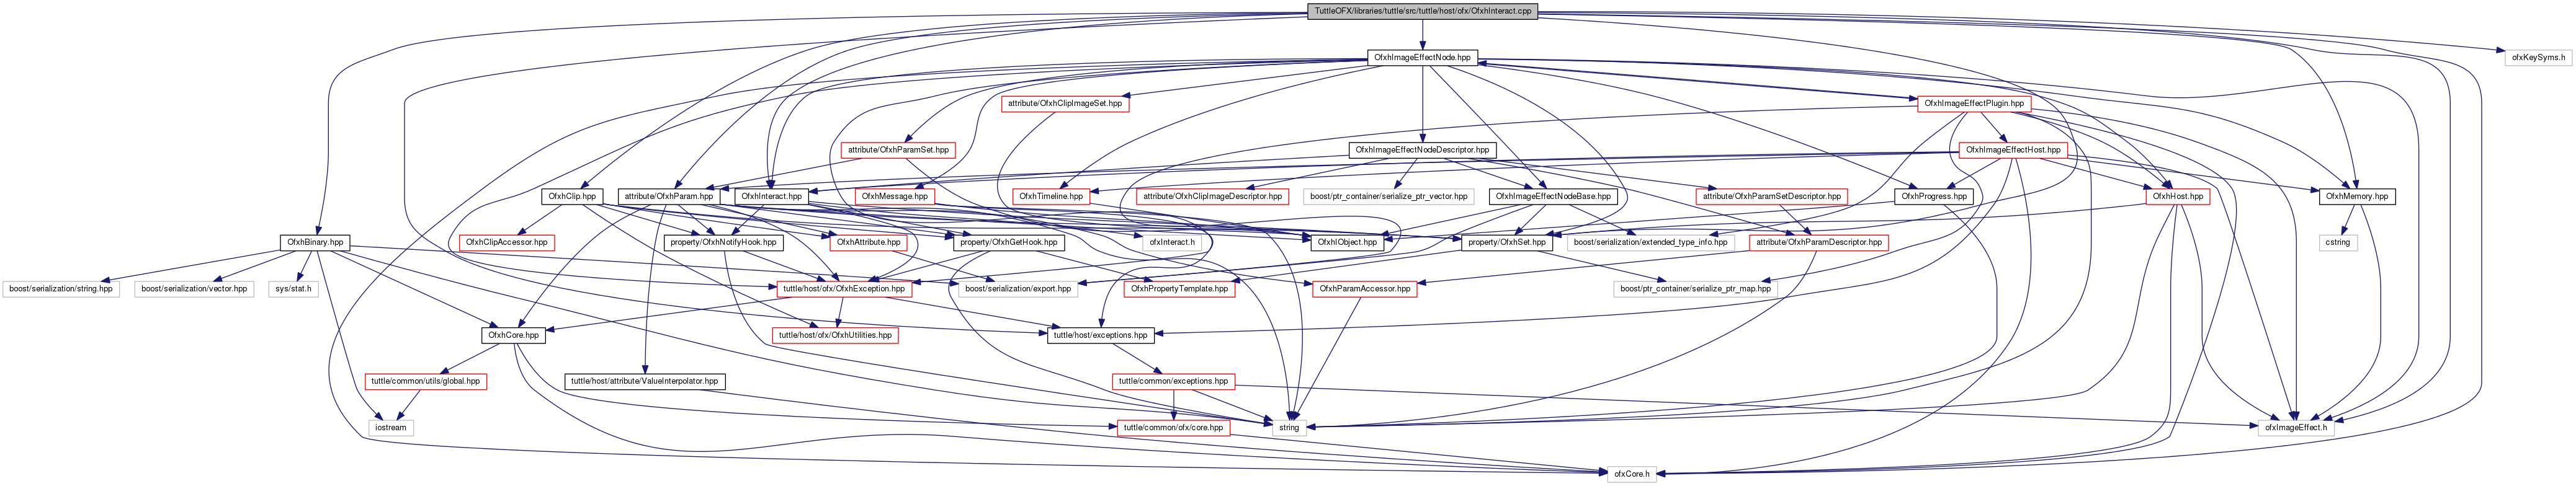 TuttleOFX/libraries/tuttle/src/tuttle/host/ofx/OfxhInteract.cpp
OfxhImageEffectNode.hpp
ofxKeySyms.h
attribute/OfxhClipImageSet.hpp
OfxhImageEffectPlugin.hpp
attribute/OfxhParamSet.hpp
OfxhImageEffectNodeDescriptor.hpp
OfxhImageEffectHost.hpp
OfxhClip.hpp
attribute/OfxhParam.hpp
OfxhInteract.hpp
OfxhMessage.hpp
OfxhTimeline.hpp
attribute/OfxhClipImageDescriptor.hpp
boost/ptr_container/serialize_ptr_vector.hpp
OfxhImageEffectNodeBase.hpp
attribute/OfxhParamSetDescriptor.hpp
OfxhProgress.hpp
OfxhHost.hpp
OfxhMemory.hpp
OfxhBinary.hpp
OfxhClipAccessor.hpp
property/OfxhNotifyHook.hpp
OfxhAttribute.hpp
property/OfxhGetHook.hpp
ofxInteract.h
OfxhIObject.hpp
property/OfxhSet.hpp
boost/serialization/extended_type_info.hpp
attribute/OfxhParamDescriptor.hpp
cstring
boost/serialization/string.hpp
boost/serialization/vector.hpp
sys/stat.h
tuttle/host/ofx/OfxhException.hpp
boost/serialization/export.hpp
OfxhPropertyTemplate.hpp
OfxhParamAccessor.hpp
boost/ptr_container/serialize_ptr_map.hpp
OfxhCore.hpp
tuttle/host/ofx/OfxhUtilities.hpp
tuttle/host/exceptions.hpp
tuttle/common/utils/global.hpp
tuttle/host/attribute/ValueInterpolator.hpp
tuttle/common/exceptions.hpp
iostream
tuttle/common/ofx/core.hpp
string
ofxImageEffect.h
ofxCore.h